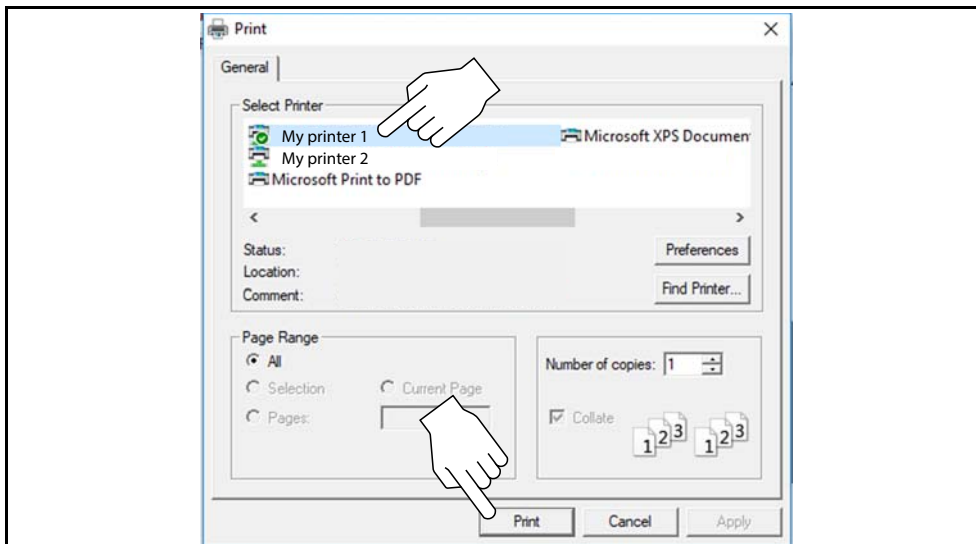 Print
General
Select Printer
My printer 1
Microsoft XPS Documen
My printer 2
Microsoft Print to PDF
Status:
Preferences
Location:
Comment:
Find Printer...
Page Range
All
Number of copies: 1
Selection
Current Page
Pages:
Collate
1 2 3 1 2 3
Print Cancel Apply